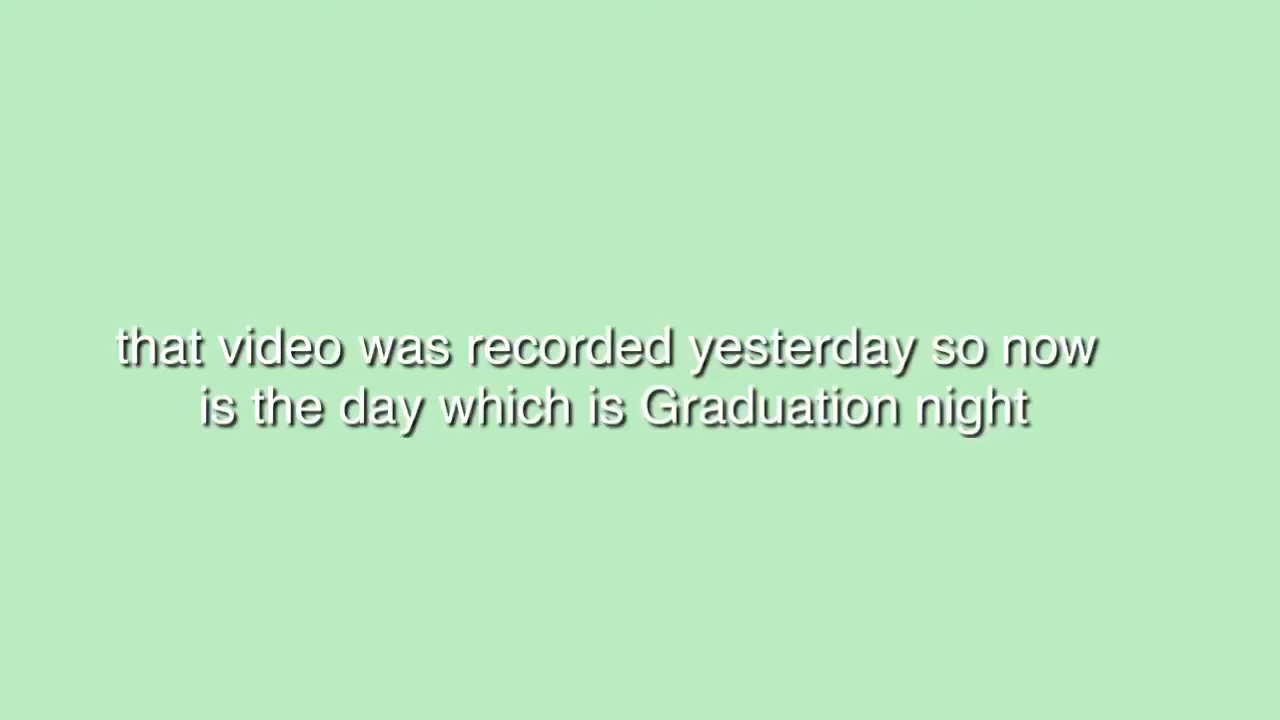 that video was recorded yesterday so now
is the day which is Graduation night